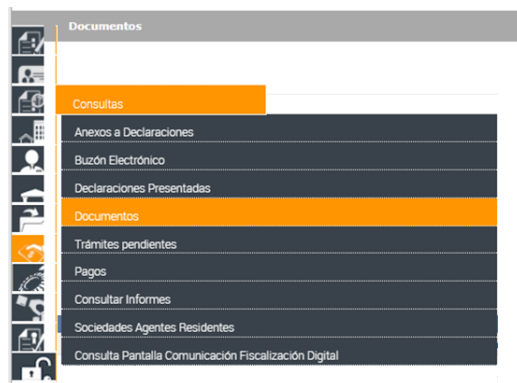 Documentos
Consultas
Anexos a Declaraciones
Buzón Electrónico
Declaraciones Presentadas
Documentos
Trámites pendientes
Pagos
Consultar Informes
Sociedades Agentes Residentes
Consulta Pantalla Comunicación Fiscalización Digital